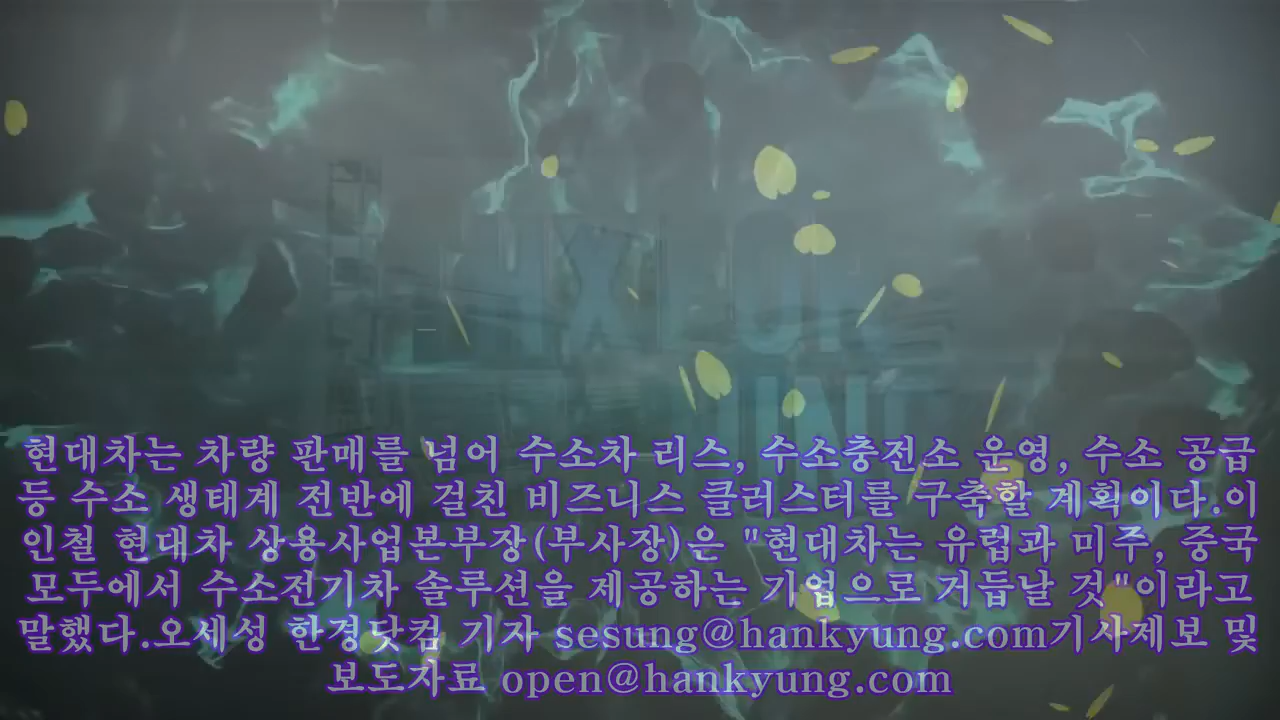 현대차는 차량 판매를 넘어 수소차 리스, 수소충전소 운영, 수소 공급
등 수소 생태계 전반에 걸친 비즈니스 클러스터를 구축할 계획이다.이
인철 현대차 상용사업본부장(부사장)은 "현대차는 유럽과 미주, 중국
모두에서 수소전기차 솔루션을 제공하는 기업으로 거듭날 것"이라고
말했다.오세성 한경닷컴 기자 sesung@hankyung.com기사제보 및
보도자료 open@hankyung.com